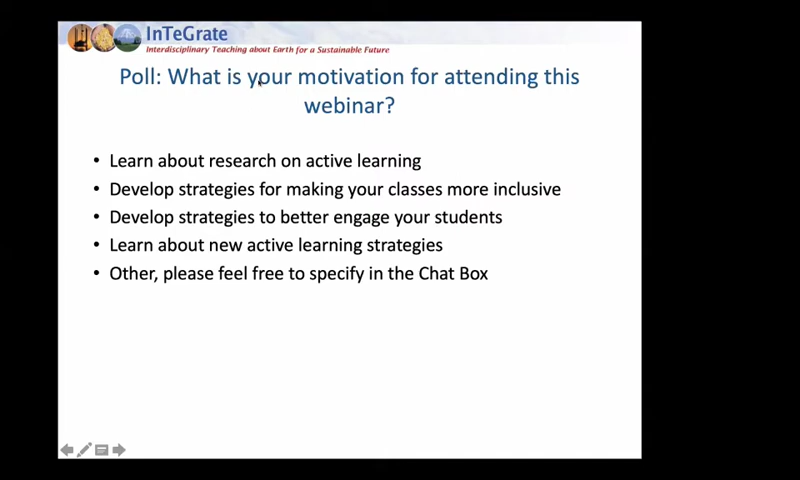 InTeGrate
Interdisciplinary Teaching about Earth for a Sustainable Future
Poll: What is your motivation for attending this
webinar?
• Learn about research on active learning
• Develop strategies for making your classes more inclusive
• Develop strategies to better engage your students
• Learn about new active learning strategies
• Other, please feel free to specify in the Chat Box